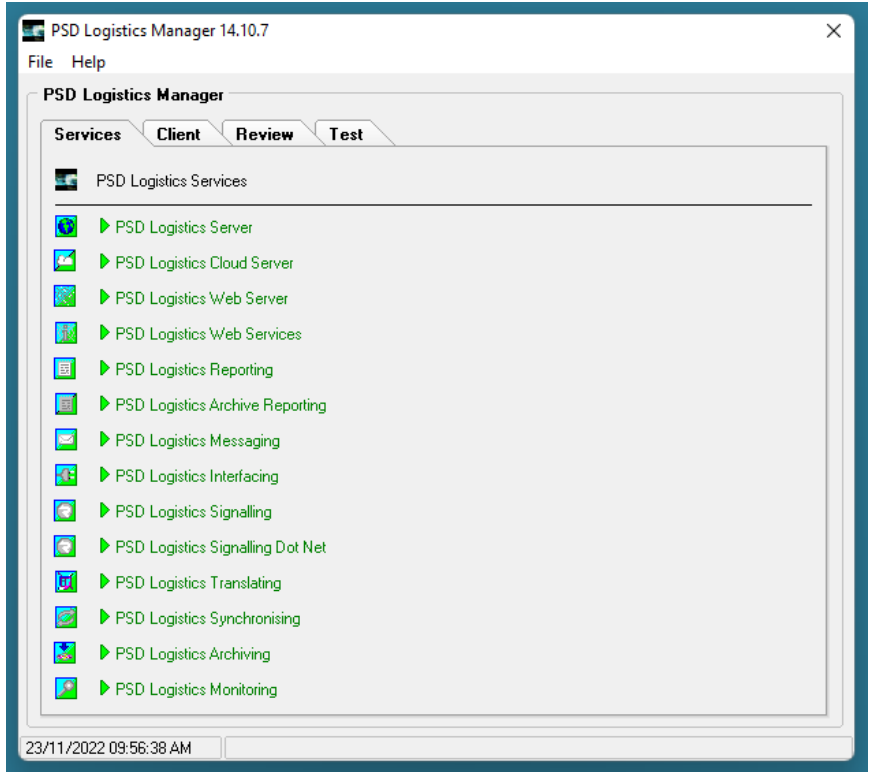 PSD Logistics Manager 14.10.7
File Help
PSD Logistics Manager
Services Client Review Test
PSD Logistics Services
PSD Logistics Server
PSD Logistics Cloud Server
PSD Logistics Web Server
PSD Logistics Web Services
PSD Logistics Reporting
PSD Logistics Archive Reporting
PSD Logistics Messaging
PSD Logistics Interfacing
PSD Logistics Signalling
PSD Logistics Signalling Dot Net
PSD Logistics Translating
PSD Logistics Synchronising
PSD Logistics Archiving
PSD Logistics Monitoring
23/11/2022 09:56:38 AM